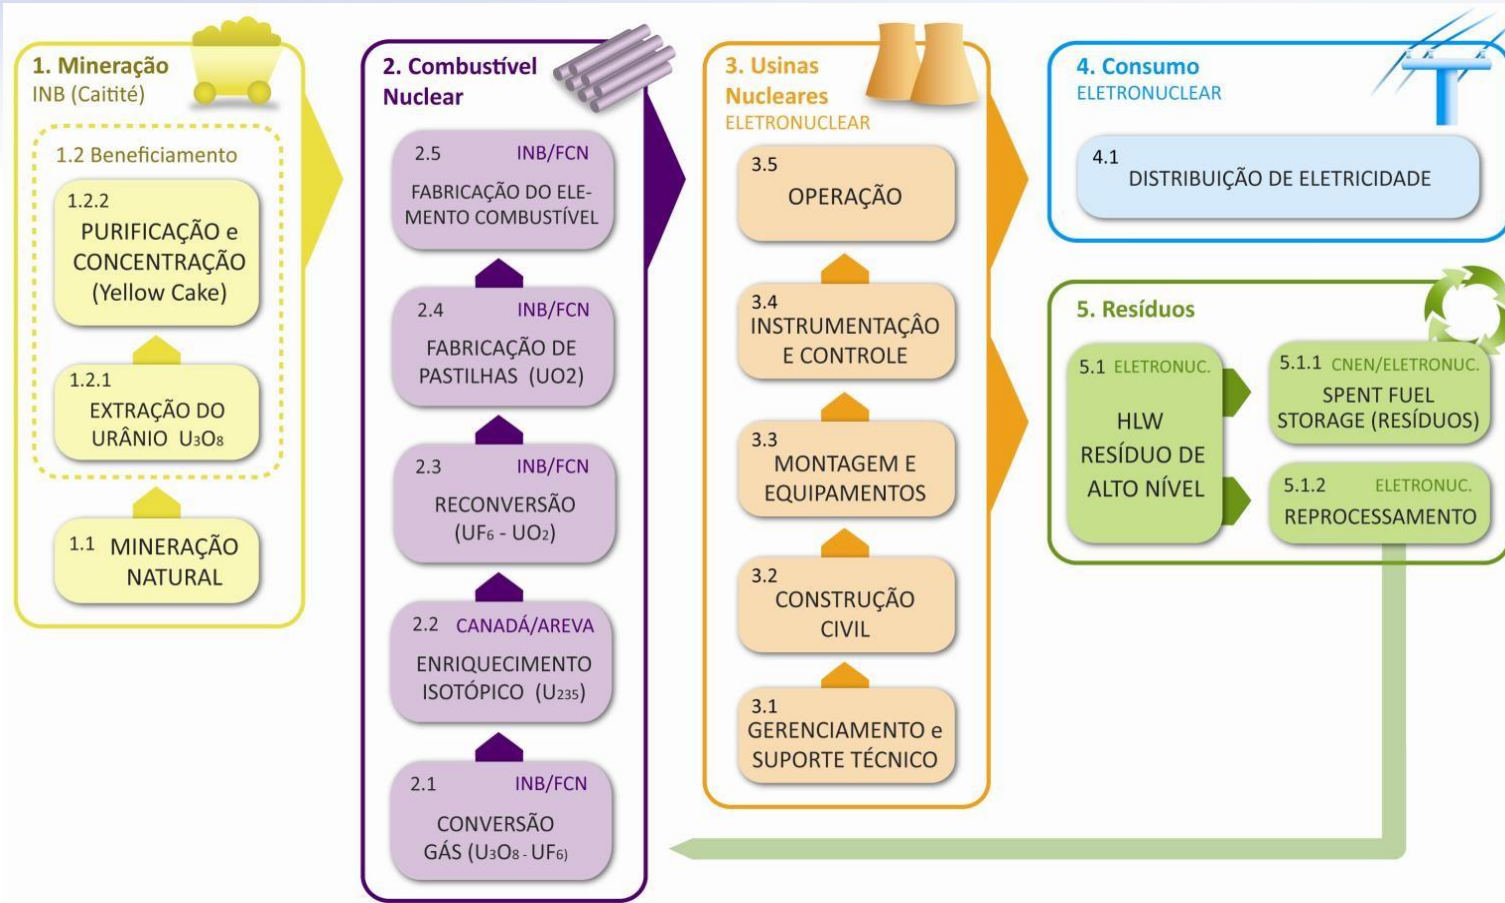 1. Mineração
INB (Caitité)
1.2 Beneficiamento
1.2.2
PURIFICAÇÃO e
CONCENTRAÇÃO
(Yellow Cake)
1.2.1
EXTRAÇÃO DO
URÂNIO U₃O₈
1.1 MINERAÇÃO
NATURAL
2. Combustível
Nuclear
2.5 INB/FCN
FABRICAÇÃO DO ELE-
MENTO COMBUSTÍVEL
2.4 INB/FCN
FABRICAÇÃO DE
PASTILHAS (UO2)
2.3 INB/FCN
RECONVERSÃO
(UF₆ - UO₂)
2.2 CANADÁ/AREVA
ENRIQUECIMENTO
ISOTÓPICO (U₂₃₅)
2.1 INB/FCN
CONVERSÃO
GÁS (U₃O₈ - UF₆)
3. Usinas
Nucleares
ELETRONUCLEAR
3.5
OPERAÇÃO
3.4
INSTRUMENTAÇÂO
E CONTROLE
3.3
MONTAGEM E
EQUIPAMENTOS
3.2
CONSTRUÇÃO
CIVIL
3.1
GERENCIAMENTO e
SUPORTE TÉCNICO
4. Consumo
ELETRONUCLEAR
4.1
DISTRIBUIÇÃO DE ELETRICIDADE
5. Resíduos
5.1 ELETRONUC.
HLW
RESÍDUO DE
ALTO NÍVEL
5.1.1 CNEN/ELETRONUC.
SPENT FUEL
STORAGE (RESÍDUOS)
5.1.2 ELETRONUC.
REPROCESSAMENTO